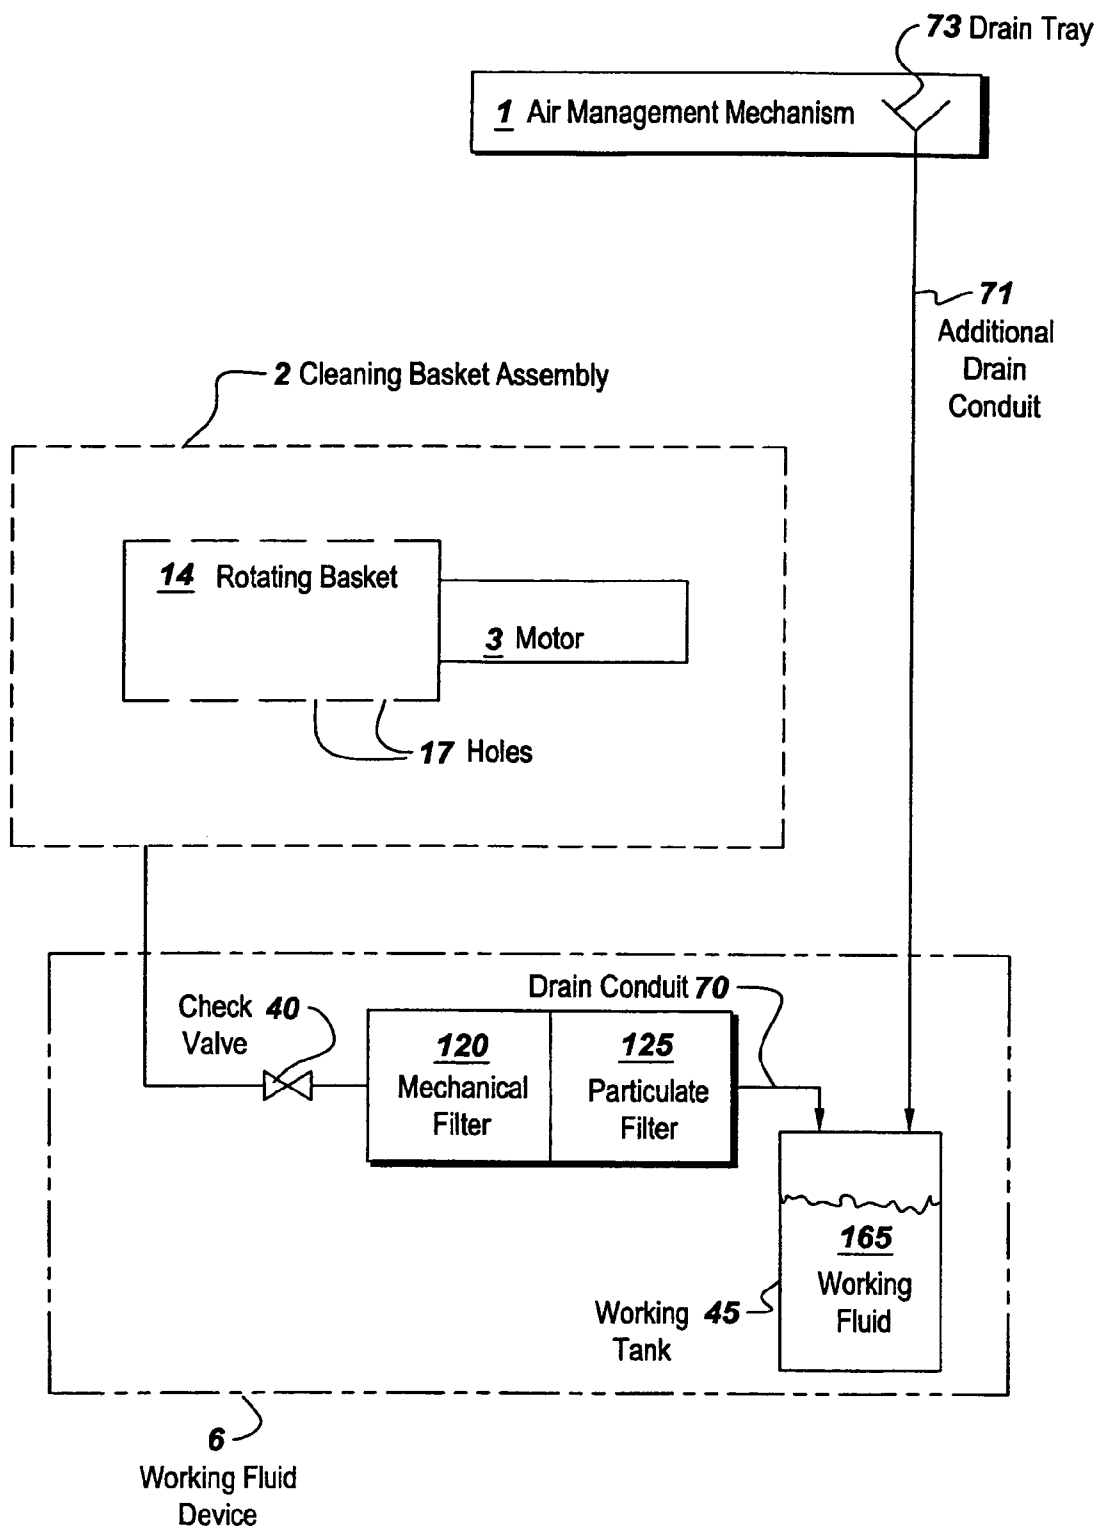 73 Drain Tray
1 Air Management Mechanism
71
Additional
Drain
Conduit
2 Cleaning Basket Assembly
14 Rotating Basket
3 Motor
17 Holes
Drain Conduit 70
Check 40
Valve
120
Mechanical
Filter
125
Particulate
Filter
165
Working
Fluid
Working 45
Tank
6
Working Fluid
Device